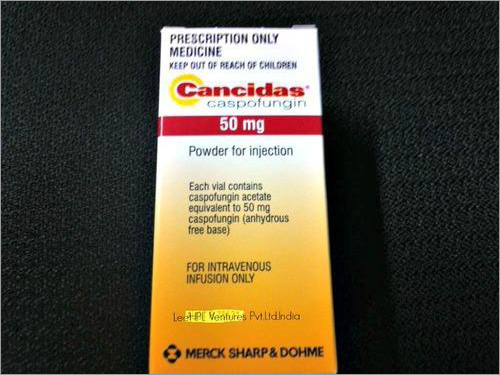 PRESCRIPTION ONLY
MEDICINE
KEEP OUT OF REACH OF CHILDREN
Cancidas®
caspofungin
50 mg
Powder for injection
Each vial contains
caspofungin acetate
equivalent to 50 mg
caspofungin (anhydrous
free base)
FOR INTRAVENOUS
INFUSION ONLY
LeeHPL Ventures Pvt.Ltd.India
MERCK SHARP & DOHME